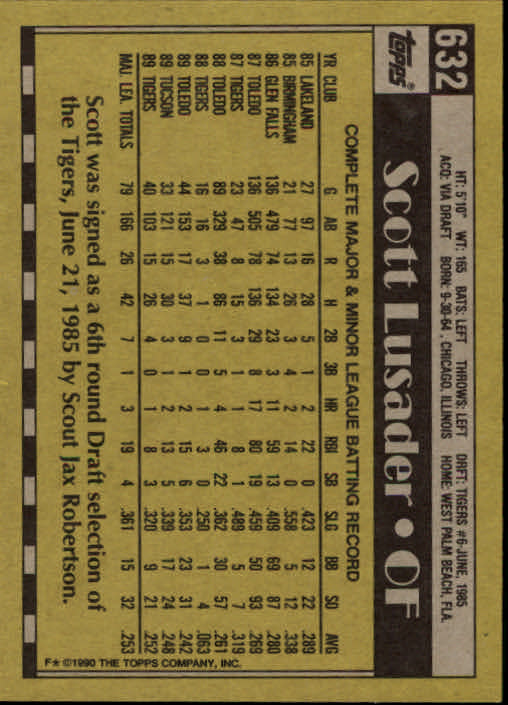 632
topps®
HT: 5'10" WT: 165 BATS: LEFT THROWS: LEFT DRFT: TIGERS #6-JUNE, 1985
ACQ: VIA DRAFT BORN: 9-30-64, CHICAGO, ILLINOIS HOME: WEST PALM BEACH, FLA.
Scott Lusader • OF
COMPLETE MAJOR & MINOR LEAGUE BATTING RECORD
YR CLUB G AB R H 2B 3B HR RBI SB SLG BB SO AVG
85 LAKELAND 27 97 16 28 5 1 2 22 0 .423 12 22 .289
85 BIRMINGHAM 21 77 13 26 3 4 2 14 0 .558 5 12 .338
86 GLEN FALLS 136 479 74 134 23 3 11 59 13 .409 69 87 .280
87 TOLEDO 136 505 78 136 29 8 17 80 19 .459 50 93 .269
87 TIGERS 23 47 8 15 3 1 1 8 1 .489 5 7 .319
88 TOLEDO 89 329 38 86 11 5 4 46 22 .362 30 57 .261
88 TIGERS 16 16 3 1 0 0 1 3 0 .250 1 4 .063
89 TOLEDO 44 153 17 37 9 1 2 15 6 .353 23 31 .242
89 TUCSON 33 121 15 30 3 1 2 13 5 .339 17 24 .248
89 TIGERS 40 103 15 26 4 0 1 8 3 .320 9 21 .252
MAJ. LEA. TOTALS 79 166 26 42 7 1 3 19 4 .361 15 32 .253
Scott was signed as a 6th round Draft selection of
the Tigers, June 21, 1985 by Scout Jax Robertson.
F* ©1990 THE TOPPS COMPANY, INC.